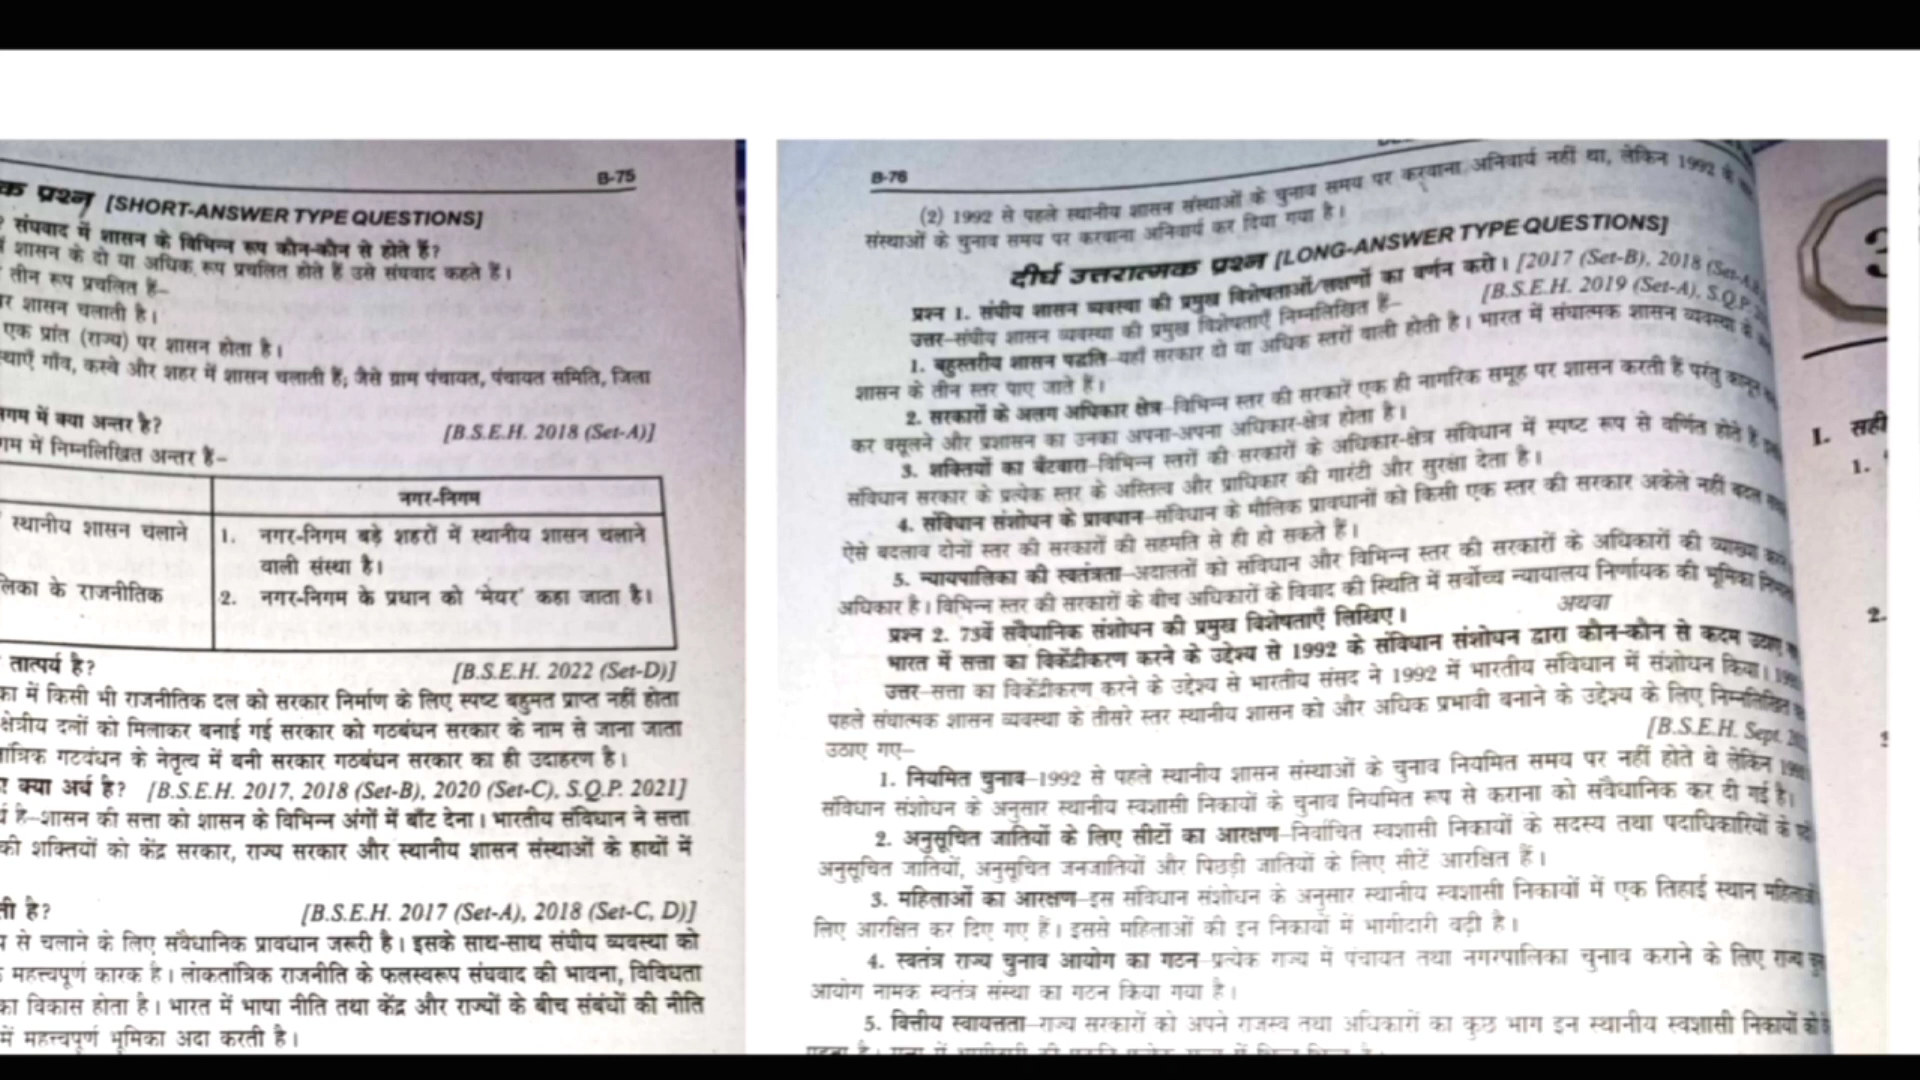 B-75
क प्रश्न [SHORT-ANSWER TYPE QUESTIONS]
? संघवाद में शासन के विभिन्न रूप कौन-कौन से होते हैं?
शासन के दो या अधिक रूप प्रचलित होते हैं उसे संघवाद कहते हैं।
तीन रूप प्रचलित हैं–
र शासन चलाती है।
एक प्रांत (राज्य) पर शासन होता है।
स्थाएँ गाँव, कस्बे और शहर में शासन चलाती हैं; जैसे ग्राम पंचायत, पंचायत समिति, जिला
नगम में क्या अन्तर है?
[B.S.E.H. 2018 (Set-A)]
गम में निम्नलिखित अन्तर हैं–
नगर-निगम
स्थानीय शासन चलाने
1. नगर-निगम बड़े शहरों में स्थानीय शासन चलाने
वाली संस्था है।
लिका के राजनीतिक
2. नगर-निगम के प्रधान को ‘मेयर’ कहा जाता है।
तात्पर्य है?
[B.S.E.H. 2022 (Set-D)]
का में किसी भी राजनीतिक दल को सरकार निर्माण के लिए स्पष्ट बहुमत प्राप्त नहीं होता
क्षेत्रीय दलों को मिलाकर बनाई गई सरकार को गठबंधन सरकार के नाम से जाना जाता
तांत्रिक गटवंधन के नेतृत्व में बनी सरकार गठबंधन सरकार का ही उदाहरण है।
क्या अर्थ है? [B.S.E.H. 2017, 2018 (Set-B), 2020 (Set-C), S.Q.P. 2021]
है–शासन की सत्ता को शासन के विभिन्न अंगों में बाँट देना। भारतीय संविधान ने सत्ता
की शक्तियों को केंद्र सरकार, राज्य सरकार और स्थानीय शासन संस्थाओं के हाथों में
ती है?
[B.S.E.H. 2017 (Set-A), 2018 (Set-C, D)]
से चलाने के लिए संवैधानिक प्रावधान जरूरी है। इसके साथ-साथ संघीय व्यवस्था को
महत्त्वपूर्ण कारक है। लोकतांत्रिक राजनीति के फलस्वरूप संघवाद की भावना, विविधता
का विकास होता है। भारत में भाषा नीति तथा केंद्र और राज्यों के बीच संबंधों की नीति
में महत्त्वपूर्ण भूमिका अदा करती है।
B-76
(2) 1992 से पहले स्थानीय शासन संस्थाओं के चुनाव समय पर करवाना अनिवार्य नहीं था, लेकिन 1992 के
संस्थाओं के चुनाव समय पर करवाना अनिवार्य कर दिया गया है।
दीर्घ उत्तरात्मक प्रश्न [LONG-ANSWER TYPE QUESTIONS]
प्रश्न 1. संघीय शासन व्यवस्था की प्रमुख विशेषताओं/लक्षणों का वर्णन करो। [2017 (Set-B), 2018 (Set-A,
[B.S.E.H. 2019 (Set-A), S.Q.P.
उत्तर–संघीय शासन व्यवस्था की प्रमुख विशेषताएँ निम्नलिखित हैं–
1. बहुस्तरीय शासन पद्धति–यहाँ सरकार दो या अधिक स्तरों वाली होती है। भारत में संघात्मक शासन व्यवस्था में
शासन के तीन स्तर पाए जाते हैं।
2. सरकारों के अलग अधिकार क्षेत्र–विभिन्न स्तर की सरकारें एक ही नागरिक समूह पर शासन करती हैं परंतु कानून
कर वसूलने और प्रशासन का उनका अपना-अपना अधिकार-क्षेत्र होता है।
3. शक्तियों का बँटवारा–विभिन्न स्तरों की सरकारों के अधिकार-क्षेत्र संविधान में स्पष्ट रूप से वर्णित होते हैं
संविधान सरकार के प्रत्येक स्तर के अस्तित्व और प्राधिकार की गारंटी और सुरक्षा देता है।
4. संविधान संशोधन के प्रावधान–संविधान के मौलिक प्रावधानों को किसी एक स्तर की सरकार अकेले नहीं बदल
ऐसे बदलाव दोनों स्तर की सरकारों की सहमति से ही हो सकते हैं।
5. न्यायपालिका की स्वतंत्रता–अदालतों को संविधान और विभिन्न स्तर की सरकारों के अधिकारों की व्याख्या
अधिकार है। विभिन्न स्तर की सरकारों के बीच अधिकारों के विवाद की स्थिति में सर्वोच्च न्यायालय निर्णायक की भूमिका
प्रश्न 2. 73वें संवैधानिक संशोधन की प्रमुख विशेषताएँ लिखिए।
अथवा
भारत में सत्ता का विकेंद्रीकरण करने के उद्देश्य से 1992 के संविधान संशोधन द्वारा कौन-कौन से कदम उठाए
उत्तर–सत्ता का विकेंद्रीकरण करने के उद्देश्य से भारतीय संसद ने 1992 में भारतीय संविधान में संशोधन किया।
पहले संघात्मक शासन व्यवस्था के तीसरे स्तर स्थानीय शासन को और अधिक प्रभावी बनाने के उद्देश्य के लिए निम्नलिखित
उठाए गए–
[B.S.E.H. Sept.
1. नियमित चुनाव–1992 से पहले स्थानीय शासन संस्थाओं के चुनाव नियमित समय पर नहीं होते थे लेकिन
संविधान संशोधन के अनुसार स्थानीय स्वशासी निकायों के चुनाव नियमित रूप से कराना को संवैधानिक कर दी गई है।
2. अनुसूचित जातियों के लिए सीटों का आरक्षण–निर्वाचित स्वशासी निकायों के सदस्य तथा पदाधिकारियों के
अनुसूचित जातियों, अनुसूचित जनजातियों और पिछड़ी जातियों के लिए सीटें आरक्षित हैं।
3. महिलाओं का आरक्षण–इस संविधान संशोधन के अनुसार स्थानीय स्वशासी निकायों में एक तिहाई स्थान महिलाओं
लिए आरक्षित कर दिए गए हैं। इससे महिलाओं की इन निकायों में भागीदारी बढ़ी है।
4. स्वतंत्र राज्य चुनाव आयोग का गठन–प्रत्येक राज्य में पंचायत तथा नगरपालिका चुनाव कराने के लिए राज्य
आयोग नामक स्वतंत्र संस्था का गठन किया गया है।
5. वित्तीय स्वायत्तता–राज्य सरकारों को अपने राजस्व तथा अधिकारों का कुछ भाग इन स्थानीय स्वशासी निकायों को
3
I. सही
1.
2.